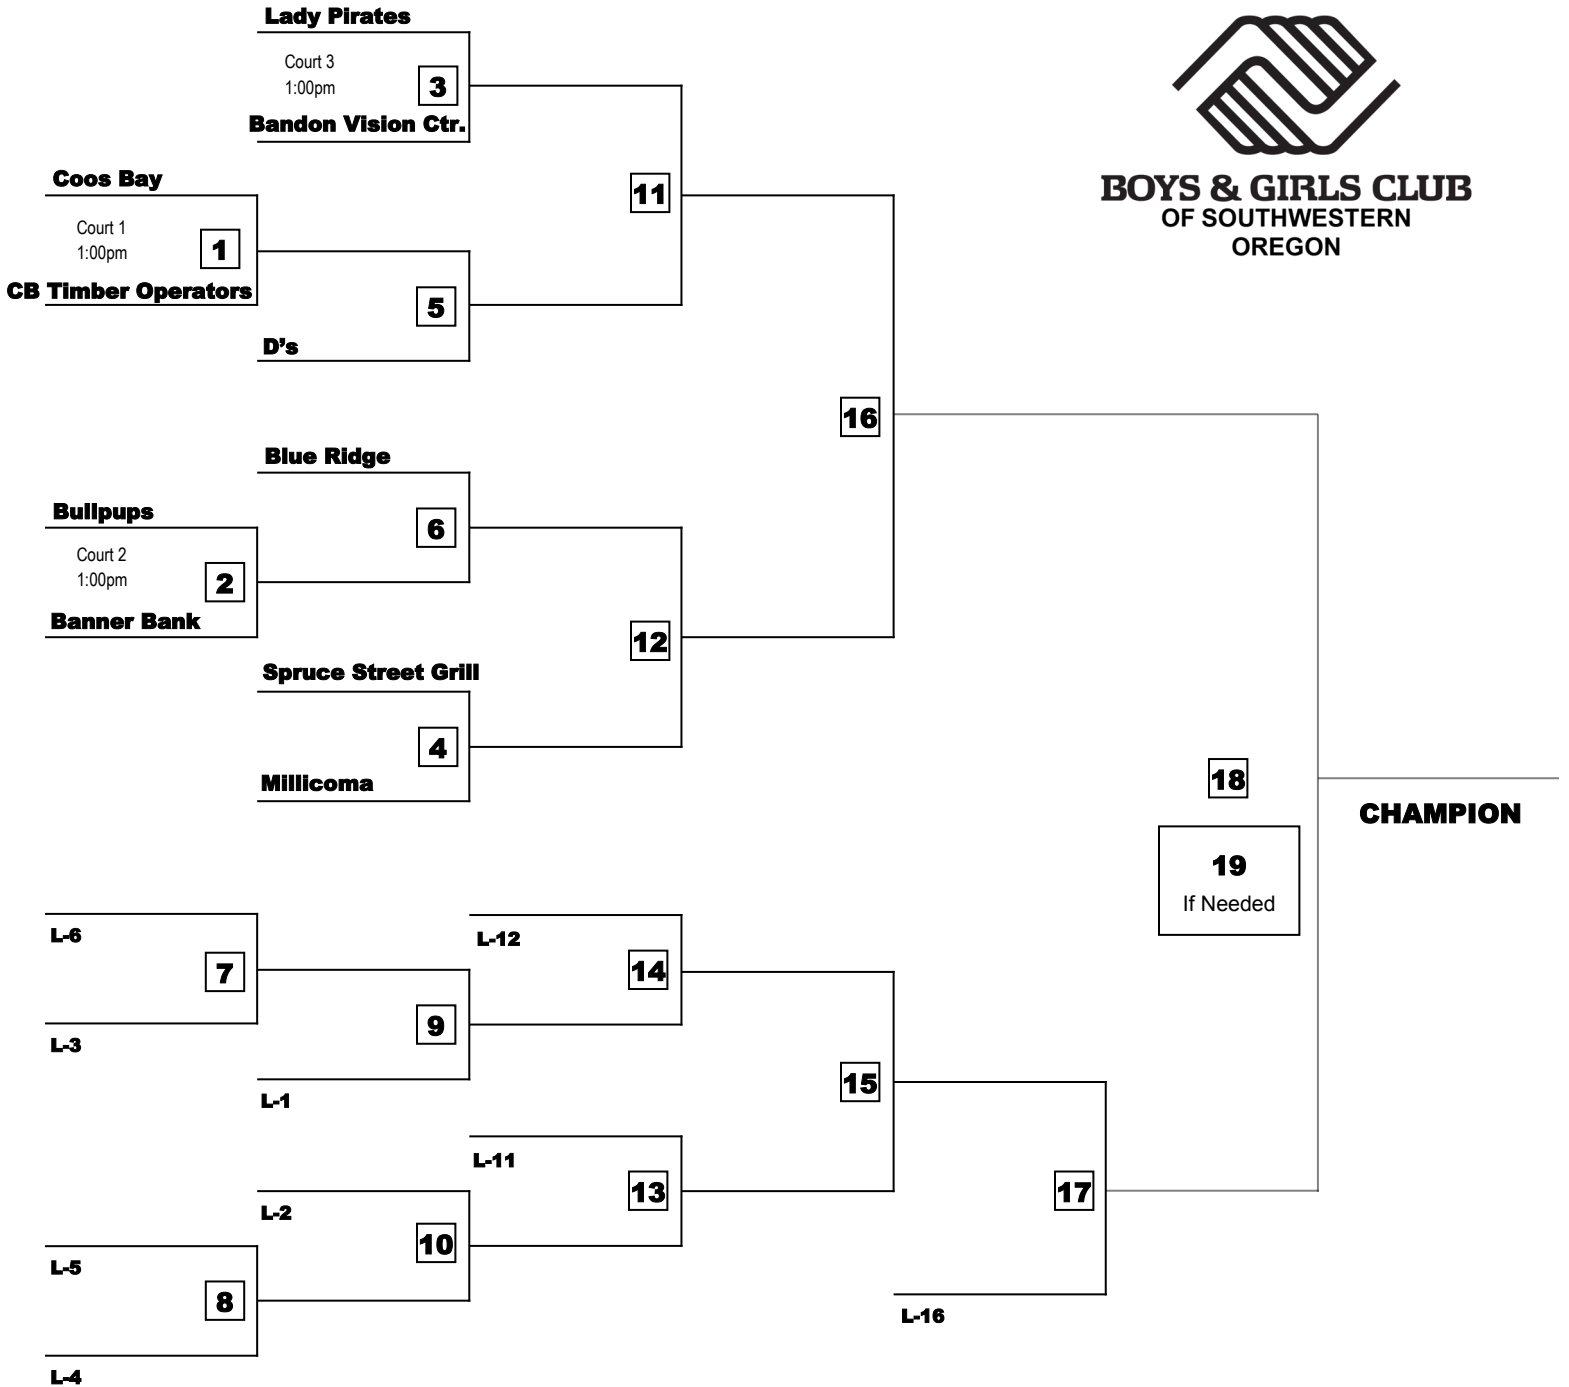 Lady Pirates
Court 3
1:00pm
3
Bandon Vision Ctr.
BOYS & GIRLS CLUB
OF SOUTHWESTERN
OREGON
Coos Bay
Court 1
1:00pm
1
CB Timber Operators
11
5
D’s
16
Blue Ridge
Bullpups
6
Court 2
1:00pm
2
Banner Bank
12
Spruce Street Grill
4
Millicoma
18
CHAMPION
19
If Needed
L-6
7
L-3
L-12
14
9
L-1
15
L-11
13
L-2
10
17
L-5
8
L-4
L-16